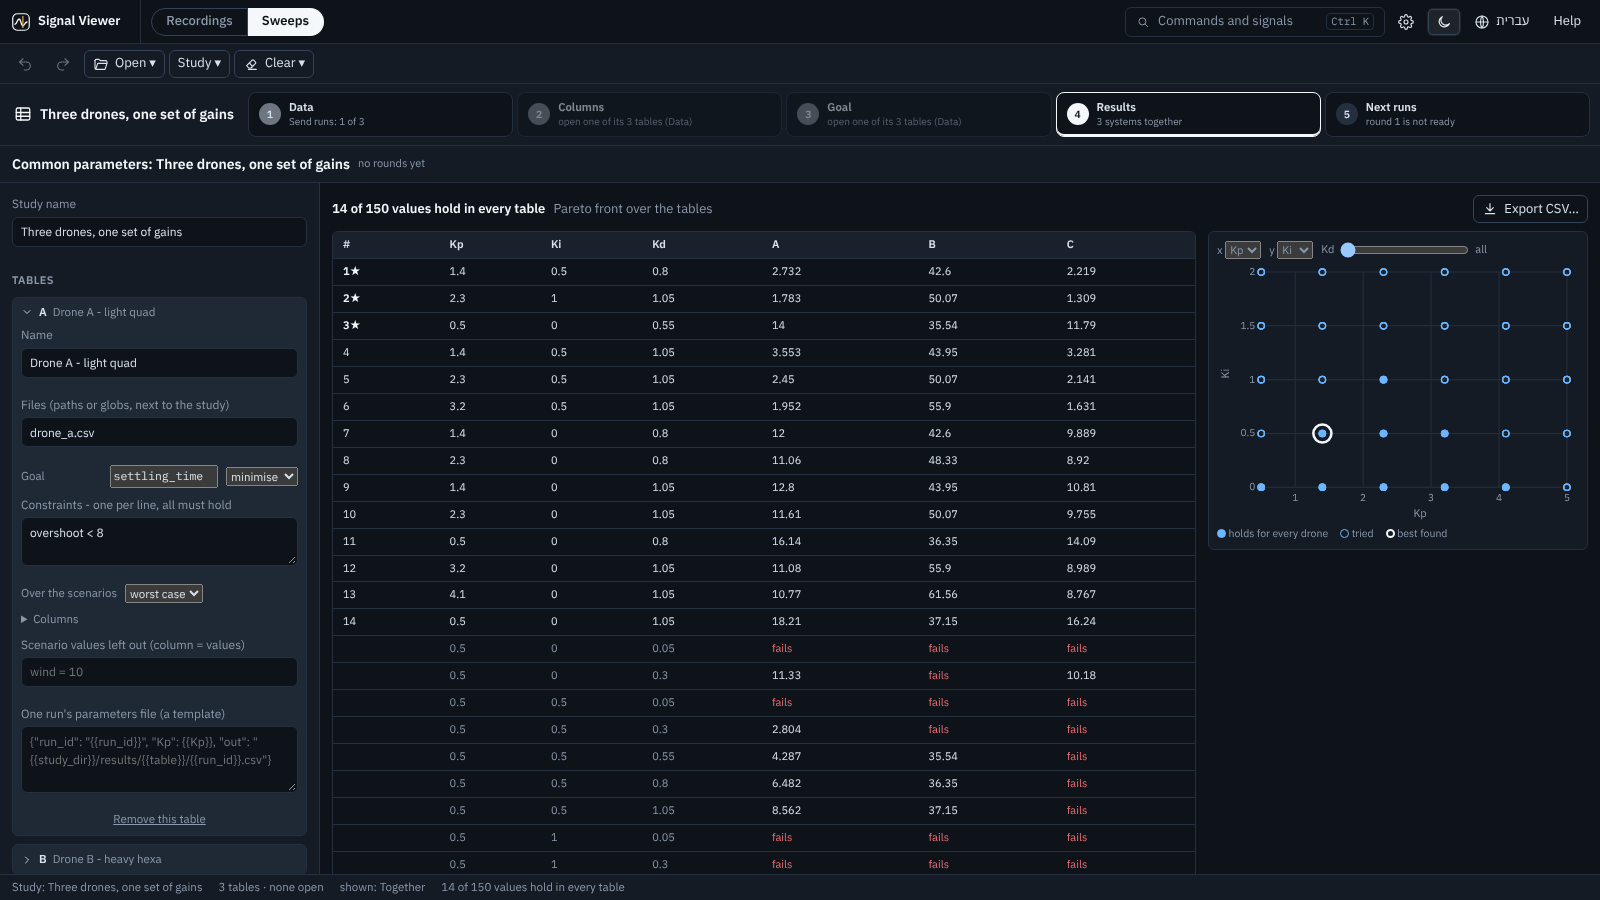 Signal Viewer
Recordings
Sweeps
Commands and signals
Ctrl K
עברית
Help
Open ▾
Study ▾
Clear ▾
Three drones, one set of gains
1
Data
Send runs: 1 of 3
2
Columns
open one of its 3 tables (Data)
3
Goal
open one of its 3 tables (Data)
4
Results
3 systems together
5
Next runs
round 1 is not ready
Common parameters: Three drones, one set of gains no rounds yet
Study name
Three drones, one set of gains
TABLES
A Drone A - light quad
Name
Drone A - light quad
Files (paths or globs, next to the study)
drone_a.csv
Goal settling_time minimise
Constraints - one per line, all must hold
overshoot < 8
Over the scenarios worst case
Columns
Scenario values left out (column = values)
wind = 10
One run's parameters file (a template)
{"run_id": "{{run_id}}", "Kp": {{Kp}}, "out": "
{{study_dir}}/results/{{table}}/{{run_id}}.csv"}
Remove this table
B Drone B - heavy hexa
14 of 150 values hold in every table Pareto front over the tables
Export CSV...
# Kp Ki Kd A B C
1★ 1.4 0.5 0.8 2.732 42.6 2.219
2★ 2.3 1 1.05 1.783 50.07 1.309
3★ 0.5 0 0.55 14 35.54 11.79
4 1.4 0.5 1.05 3.553 43.95 3.281
5 2.3 0.5 1.05 2.45 50.07 2.141
6 3.2 0.5 1.05 1.952 55.9 1.631
7 1.4 0 0.8 12 42.6 9.889
8 2.3 0 0.8 11.06 48.33 8.92
9 1.4 0 1.05 12.8 43.95 10.81
10 2.3 0 1.05 11.61 50.07 9.755
11 0.5 0 0.8 16.14 36.35 14.09
12 3.2 0 1.05 11.08 55.9 8.989
13 4.1 0 1.05 10.77 61.56 8.767
14 0.5 0 1.05 18.21 37.15 16.24
0.5 0 0.05 fails fails fails
0.5 0 0.3 11.33 fails 10.18
0.5 0.5 0.05 fails fails fails
0.5 0.5 0.3 2.804 fails fails
0.5 0.5 0.55 4.287 35.54 fails
0.5 0.5 0.8 6.482 36.35 fails
0.5 0.5 1.05 8.562 37.15 fails
0.5 1 0.05 fails fails fails
0.5 1 0.3 fails fails fails
x Kp y Ki Kd all
2
1.5
1
0.5
0
Ki
1 2 3 4 5
Kp
holds for every drone tried best found
Study: Three drones, one set of gains 3 tables · none open shown: Together 14 of 150 values hold in every table